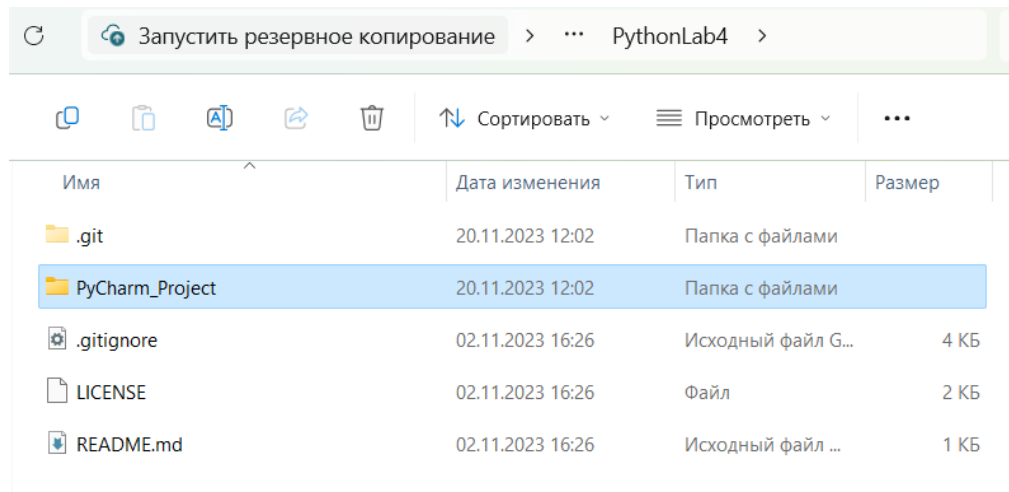 Запустить резервное копирование > ... PythonLab4 >
Сортировать Просмотреть ...
Имя Дата изменения Тип Размер
.git 20.11.2023 12:02 Папка с файлами
PyCharm_Project 20.11.2023 12:02 Папка с файлами
.gitignore 02.11.2023 16:26 Исходный файл G... 4 КБ
LICENSE 02.11.2023 16:26 Файл 2 КБ
README.md 02.11.2023 16:26 Исходный файл ... 1 КБ